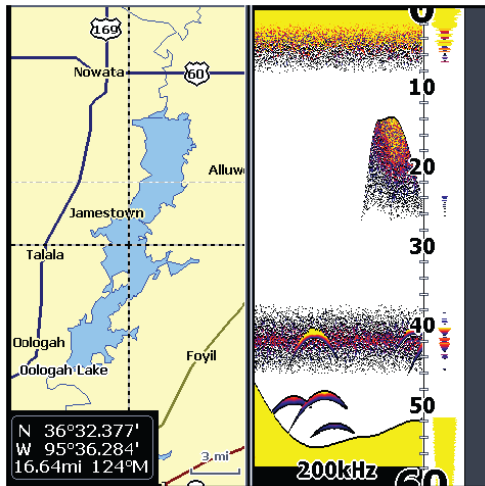 169
Nowata
60
Alluw
Jamestown
Talala
Oologah
Foyil
Oologah Lake
N 36°32.377'
W 95°36.284'
16.64mi 124°M
3 mi
0
10
20
30
40
50
60
200kHz